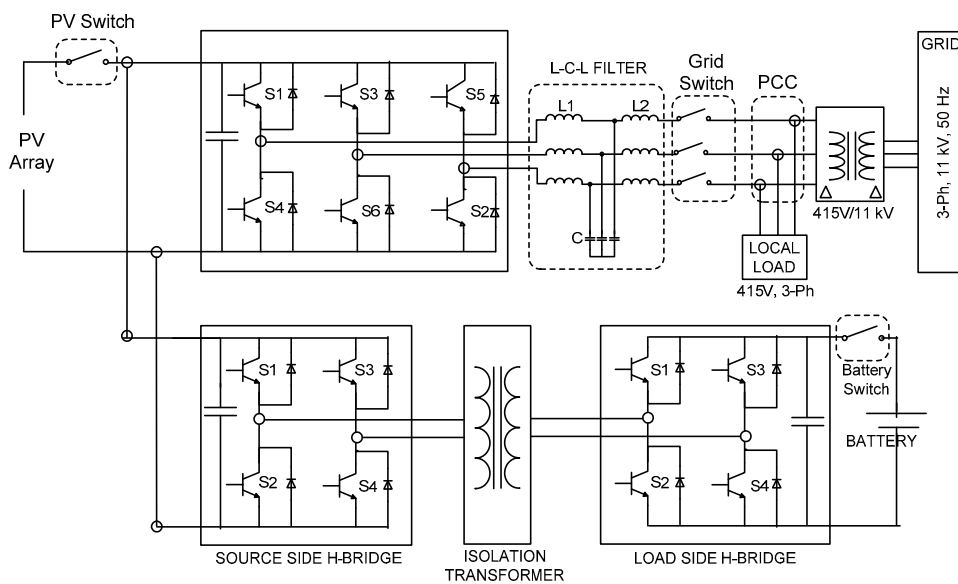 PV Switch
PV
Array
S1
S3
S5
S4
S6
S2
L-C-L FILTER
L1
L2
C
Grid
Switch
PCC
415V/11 kV
LOCAL
LOAD
415V, 3-Ph
GRID
3-Ph, 11 kV, 50 Hz
S1
S3
S2
S4
SOURCE SIDE H-BRIDGE
ISOLATION
TRANSFORMER
S1
S3
S2
S4
LOAD SIDE H-BRIDGE
Battery
Switch
BATTERY